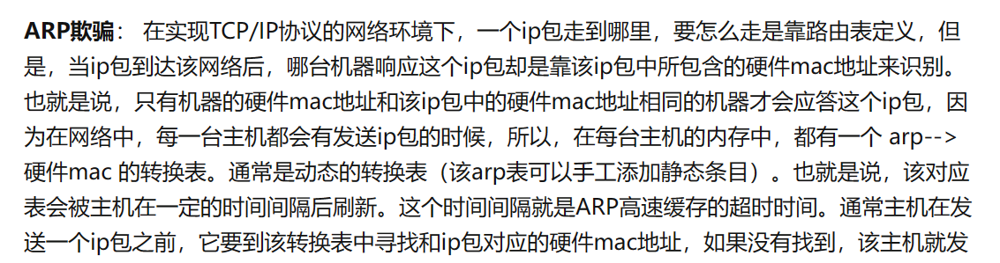 ARP欺骗： 在实现TCP/IP协议的网络环境下，一个ip包走到哪里，要怎么走是靠路由表定义，但
是，当ip包到达该网络后，哪台机器响应这个ip包却是靠该ip包中所包含的硬件mac地址来识别。
也就是说，只有机器的硬件mac地址和该ip包中的硬件mac地址相同的机器才会应答这个ip包，因
为在网络中，每一台主机都会有发送ip包的时候，所以，在每台主机的内存中，都有一个 arp-->
硬件mac 的转换表。通常是动态的转换表（该arp表可以手工添加静态条目）。也就是说，该对应
表会被主机在一定的时间间隔后刷新。这个时间间隔就是ARP高速缓存的超时时间。通常主机在发
送一个ip包之前，它要到该转换表中寻找和ip包对应的硬件mac地址，如果没有找到，该主机就发